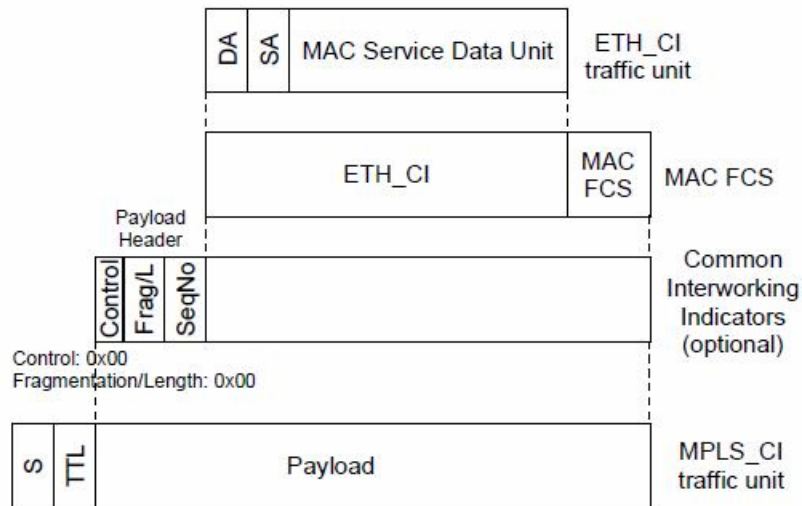 DA
SA
MAC Service Data Unit
ETH_CI
traffic unit
ETH_CI
MAC
FCS
MAC FCS
Payload
Header
Control
Frag/L
SeqNo
Common
Interworking
Indicators
(optional)
Control: 0x00
Fragmentation/Length: 0x00
S
TTL
Payload
MPLS_CI
traffic unit